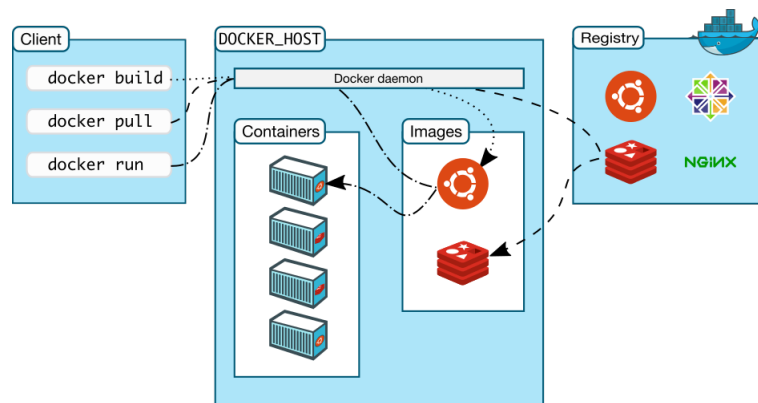 Client
docker build
docker pull
docker run
DOCKER_HOST
Docker daemon
Containers
Images
Registry
NGINX